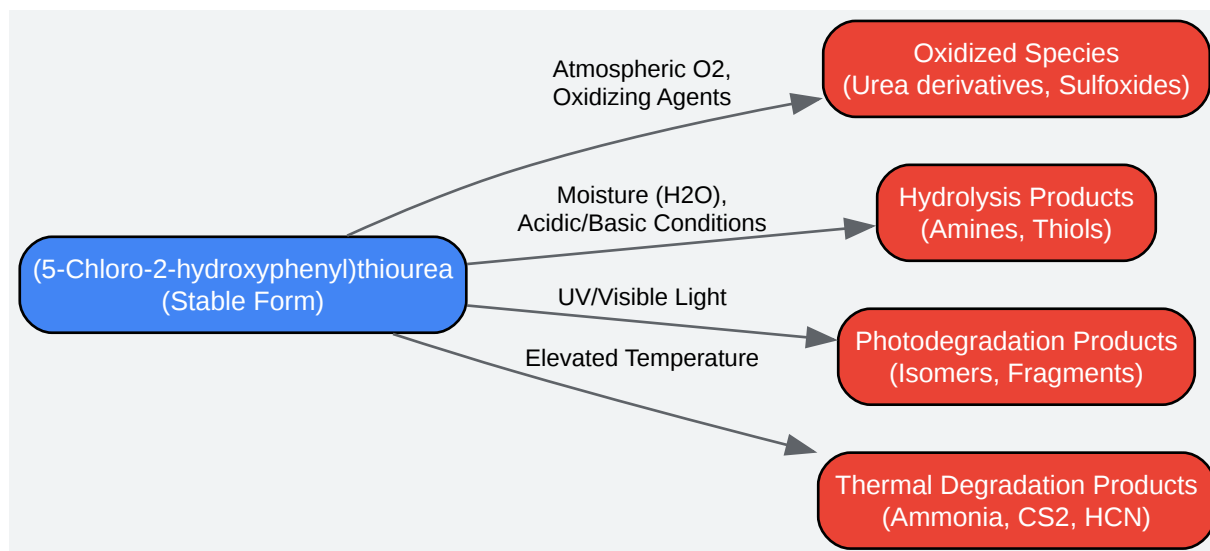 Atmospheric O2,
Oxidizing Agents
Oxidized Species
(Urea derivatives, Sulfoxides)
Moisture (H2O),
Acidic/Basic Conditions
Hydrolysis Products
(Amines, Thiols)
(5-Chloro-2-hydroxyphenyl)thiourea
(Stable Form)
UV/Visible Light
Photodegradation Products
(Isomers, Fragments)
Elevated Temperature
Thermal Degradation Products
(Ammonia, CS2, HCN)